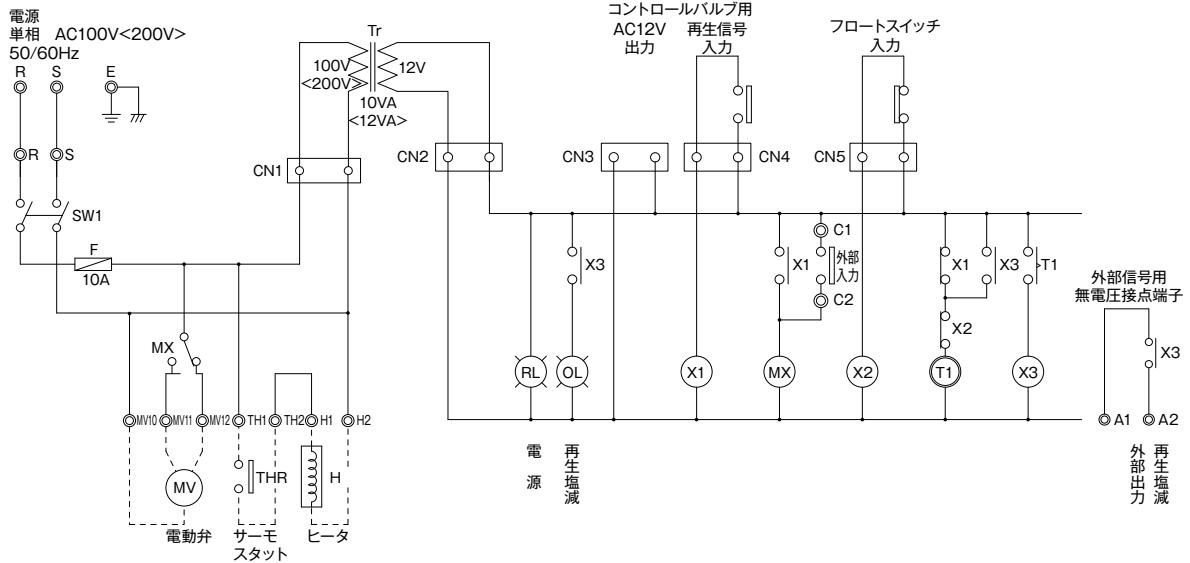 電源
単相 AC100V<200V>
50/60Hz
R S E
R S
SW1
F
10A
Tr
100V
<200V>
12V
10VA
<12VA>
CN1
CN2
コントロールバルブ用
AC12V
出力
再生信号
入力
フロートスイッチ
入力
CN3
CN4
CN5
X3
X1
C1
外部
入力
C2
X1
X3
T1
X2
外部信号用
無電圧接点端子
X3
RL
OL
X1
MX
X2
T1
X3
A1
A2
電源
再生塩減
外部出力
再生塩減
MX
MV10
MV11
MV12
TH1
TH2
H1
H2
MV
THR
H
電動弁
サーモ
スタット
ヒータ